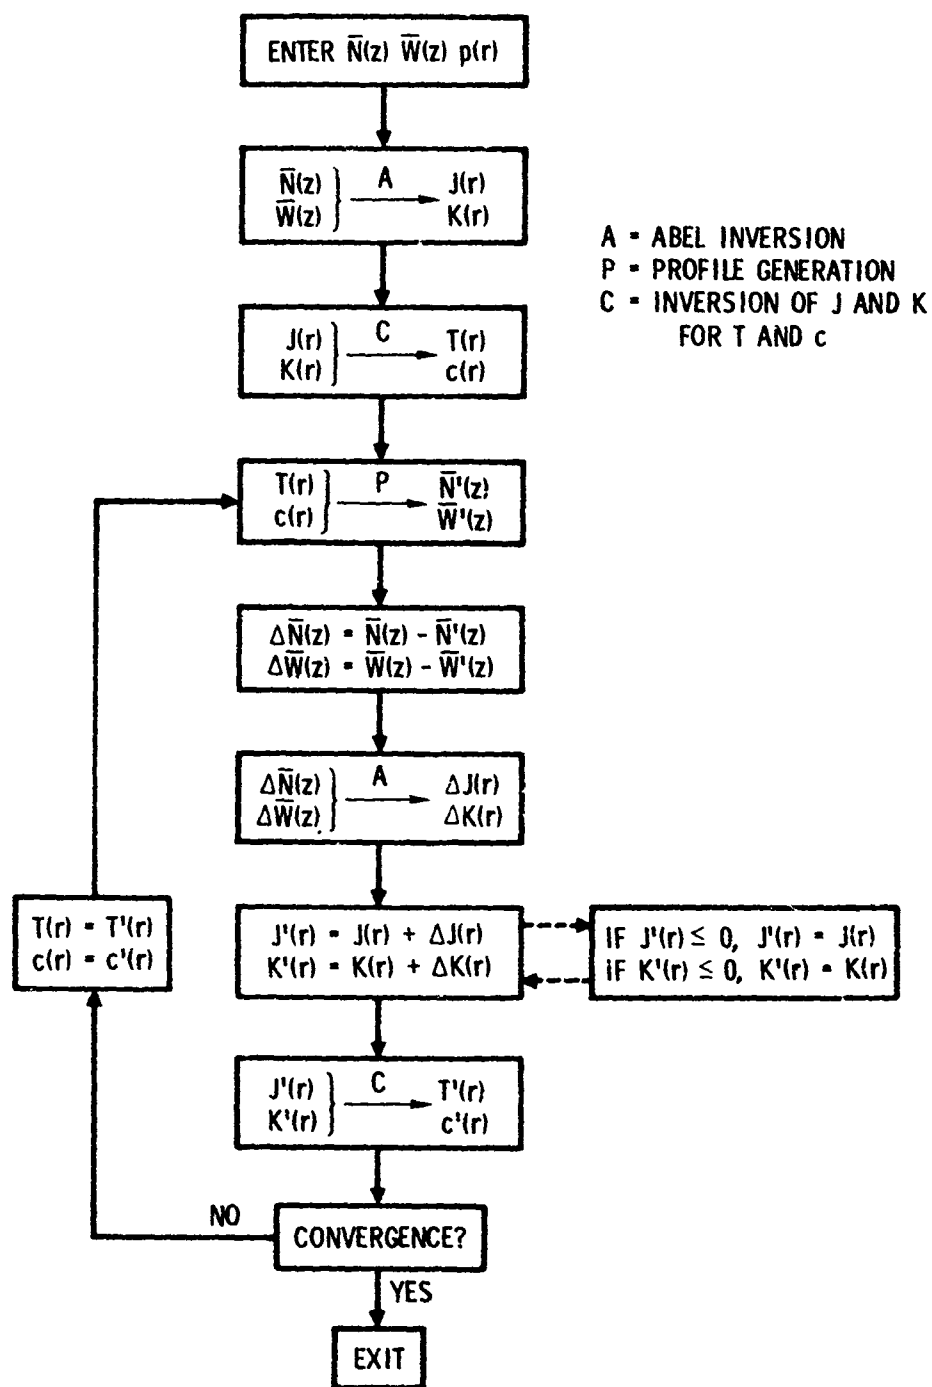 ENTER N̅(z) W̅(z) p(r)
N̅(z) A J(r)
W̅(z) K(r)
A = ABEL INVERSION
P = PROFILE GENERATION
C = INVERSION OF J AND K
FOR T AND c
J(r) C T(r)
K(r) c(r)
T(r) P N̅'(z)
c(r) W̅'(z)
ΔN̅(z) = N̅(z) - N̅'(z)
ΔW̅(z) = W̅(z) - W̅'(z)
ΔN̅(z) A ΔJ(r)
ΔW̅(z) ΔK(r)
T(r) = T'(r)
c(r) = c'(r)
J'(r) = J(r) + ΔJ(r)
K'(r) = K(r) + ΔK(r)
IF J'(r) ≤ 0, J'(r) = J(r)
IF K'(r) ≤ 0, K'(r) = K(r)
J'(r) C T'(r)
K'(r) c'(r)
NO
CONVERGENCE?
YES
EXIT